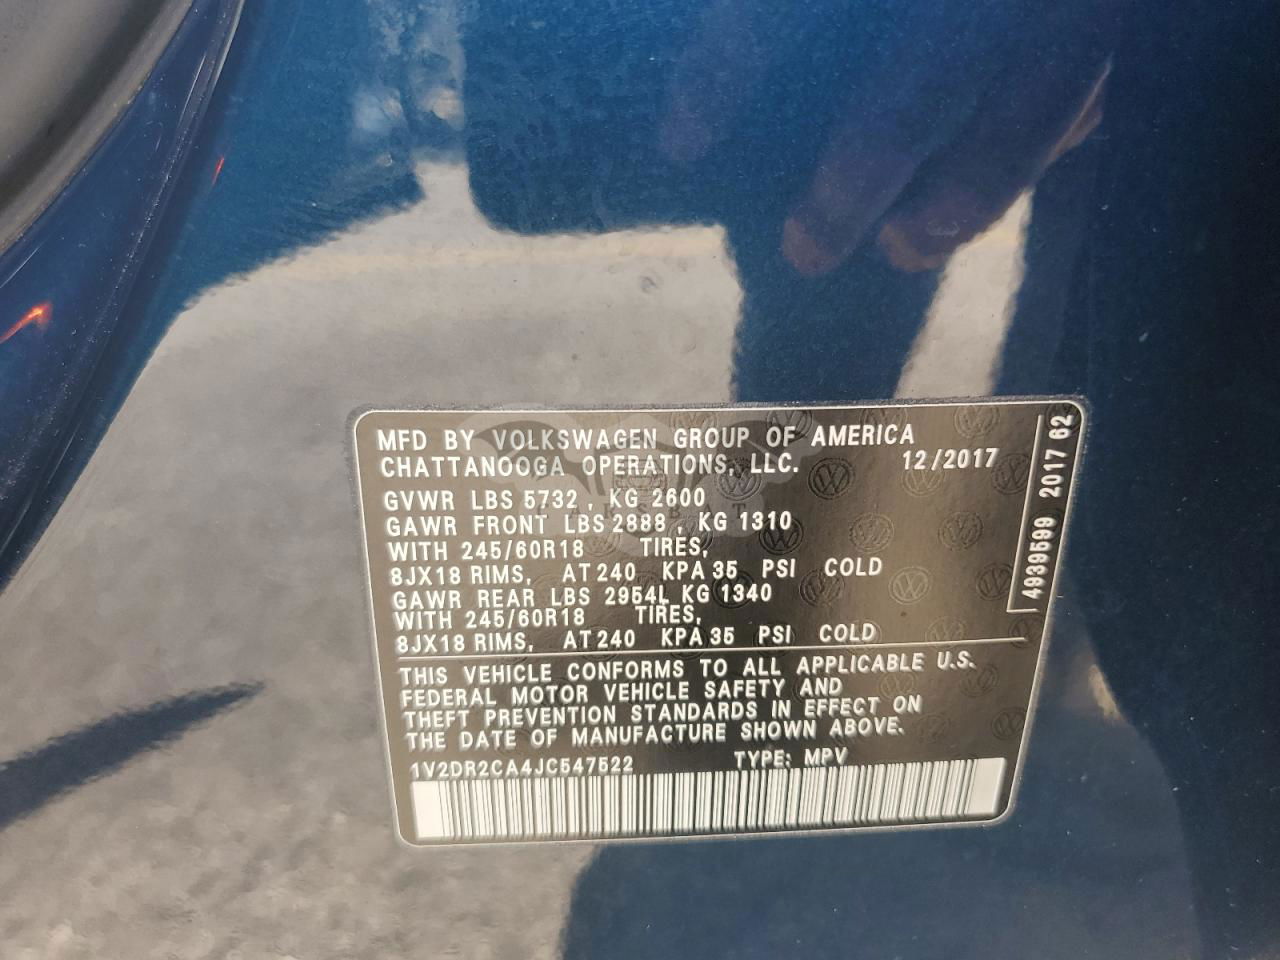 MFD BY VOLKSWAGEN GROUP OF AMERICA
CHATTANOOGA OPERATIONS, LLC. 12/2017
GVWR LBS 5732 , KG 2600
GAWR FRONT LBS 2888 , KG 1310
WITH 245/60R18 TIRES,
8JX18 RIMS, AT 240 KPA 35 PSI COLD
GAWR REAR LBS 2954L KG 1340
WITH 245/60R18 TIRES,
8JX18 RIMS, AT 240 KPA 35 PSI COLD
THIS VEHICLE CONFORMS TO ALL APPLICABLE U.S.
FEDERAL MOTOR VEHICLE SAFETY AND
THEFT PREVENTION STANDARDS IN EFFECT ON
THE DATE OF MANUFACTURE SHOWN ABOVE.
1V2DR2CA4JC547522 TYPE: MPV
4939599 2017 62